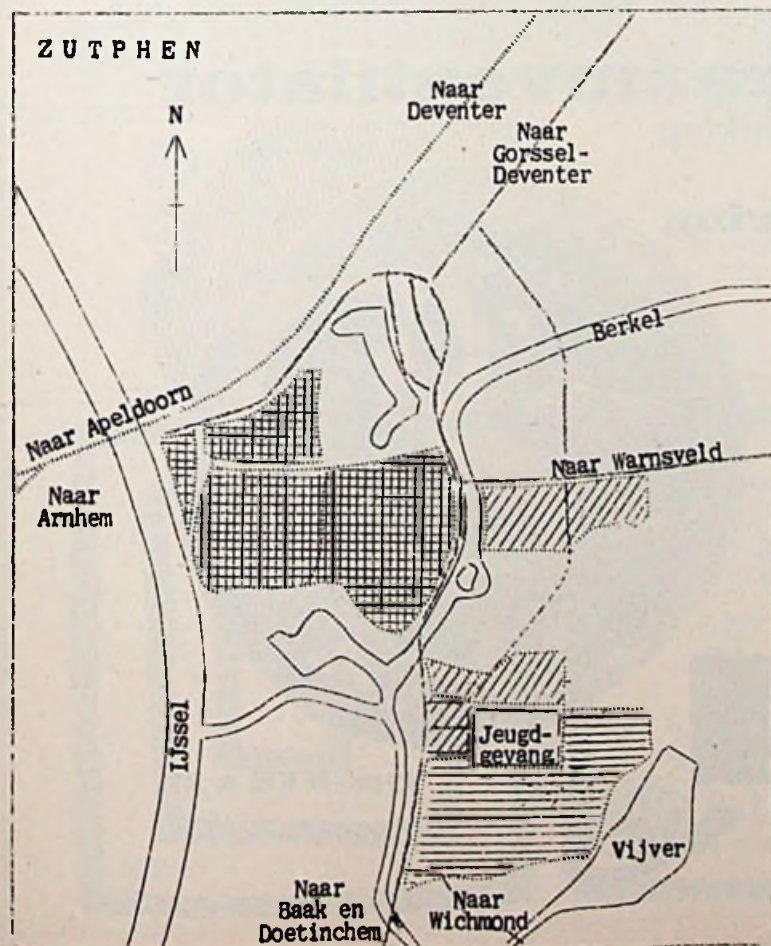 ZUTPHEN
Naar
Deventer
N
Naar
Gorssel-
Deventer
Berkel
Naar Apeldoorn
Naar Warnsveld
Naar
Arnhem
IJssel
Jeugd-
gevang
Vijver
Naar
Baak en
Doetinchem
Naar
Wichmond